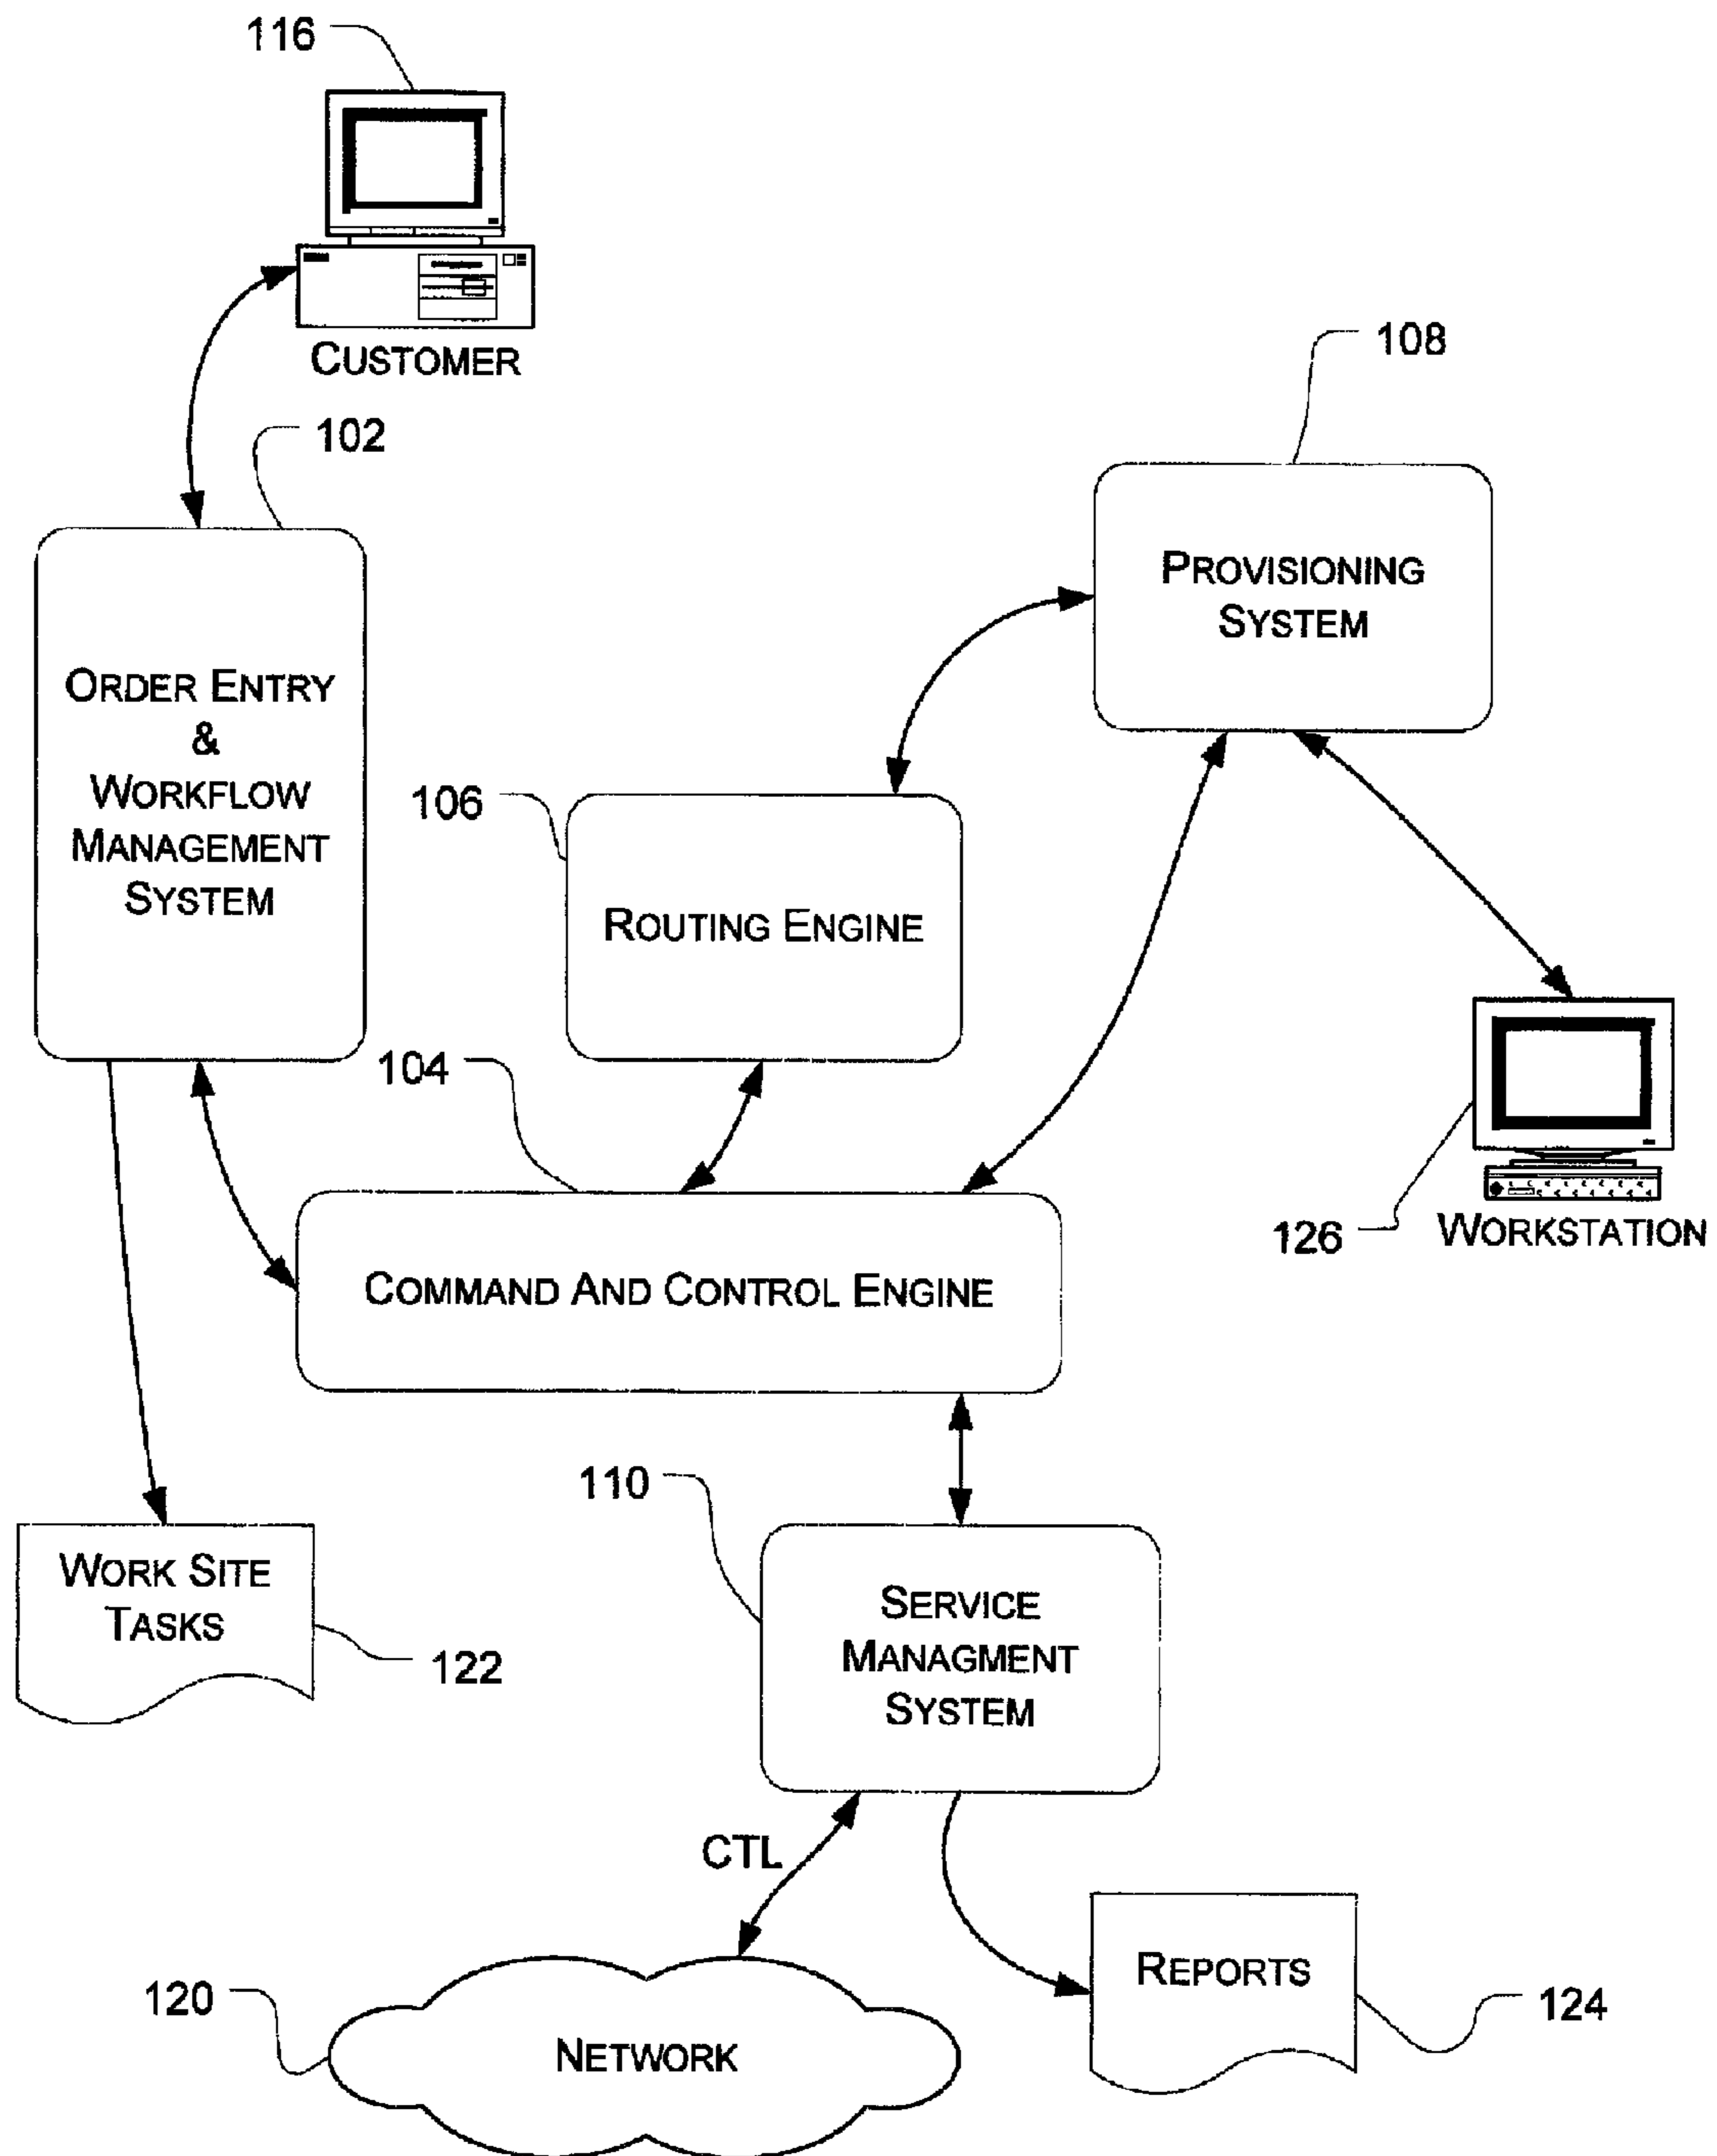 116
CUSTOMER
102
108
PROVISIONING
SYSTEM
ORDER ENTRY
&
WORKFLOW
MANAGEMENT
SYSTEM
106
ROUTING ENGINE
104
126
WORKSTATION
COMMAND AND CONTROL ENGINE
110
WORK SITE
TASKS
122
SERVICE
MANAGMENT
SYSTEM
CTL
REPORTS
124
120
NETWORK